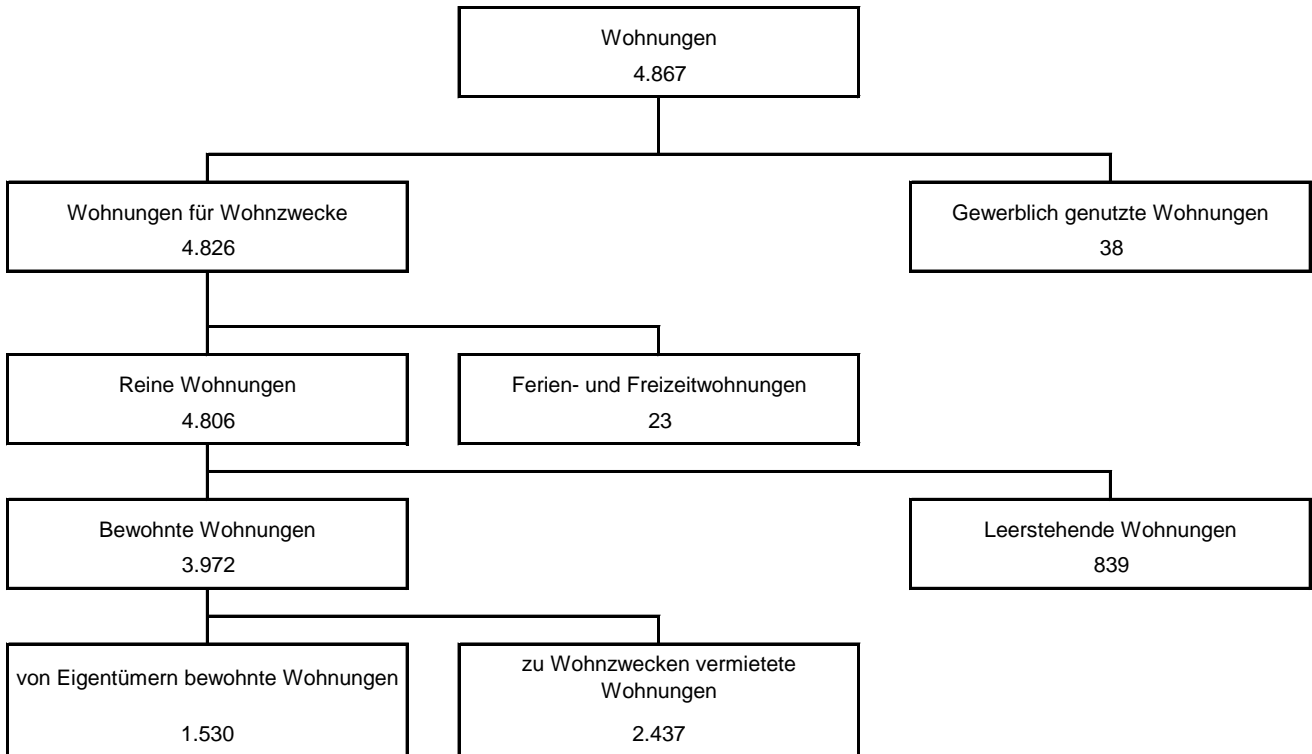 Wohnungen
4.867
Wohnungen für Wohnzwecke
4.826
Gewerblich genutzte Wohnungen
38
Reine Wohnungen
4.806
Ferien- und Freizeitwohnungen
23
Bewohnte Wohnungen
3.972
Leerstehende Wohnungen
839
von Eigentümern bewohnte Wohnungen
1.530
zu Wohnzwecken vermietete
Wohnungen
2.437